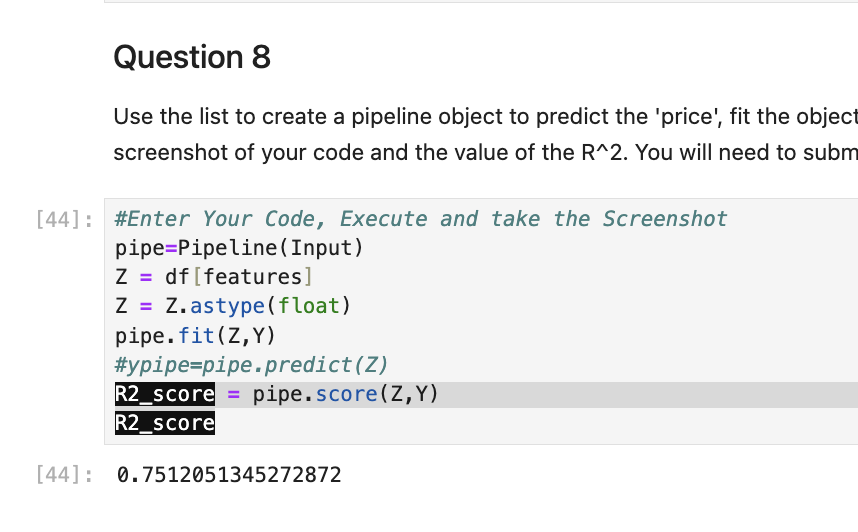 Question 8
Use the list to create a pipeline object to predict the 'price', fit the object
screenshot of your code and the value of the R^2. You will need to subm
[44]: #Enter Your Code, Execute and take the Screenshot
pipe=Pipeline(Input)
Z = df[features]
Z = Z.astype(float)
pipe.fit(Z,Y)
#ypipe=pipe.predict(Z)
R2_score = pipe.score(Z,Y)
R2_score
[44]: 0.7512051345272872